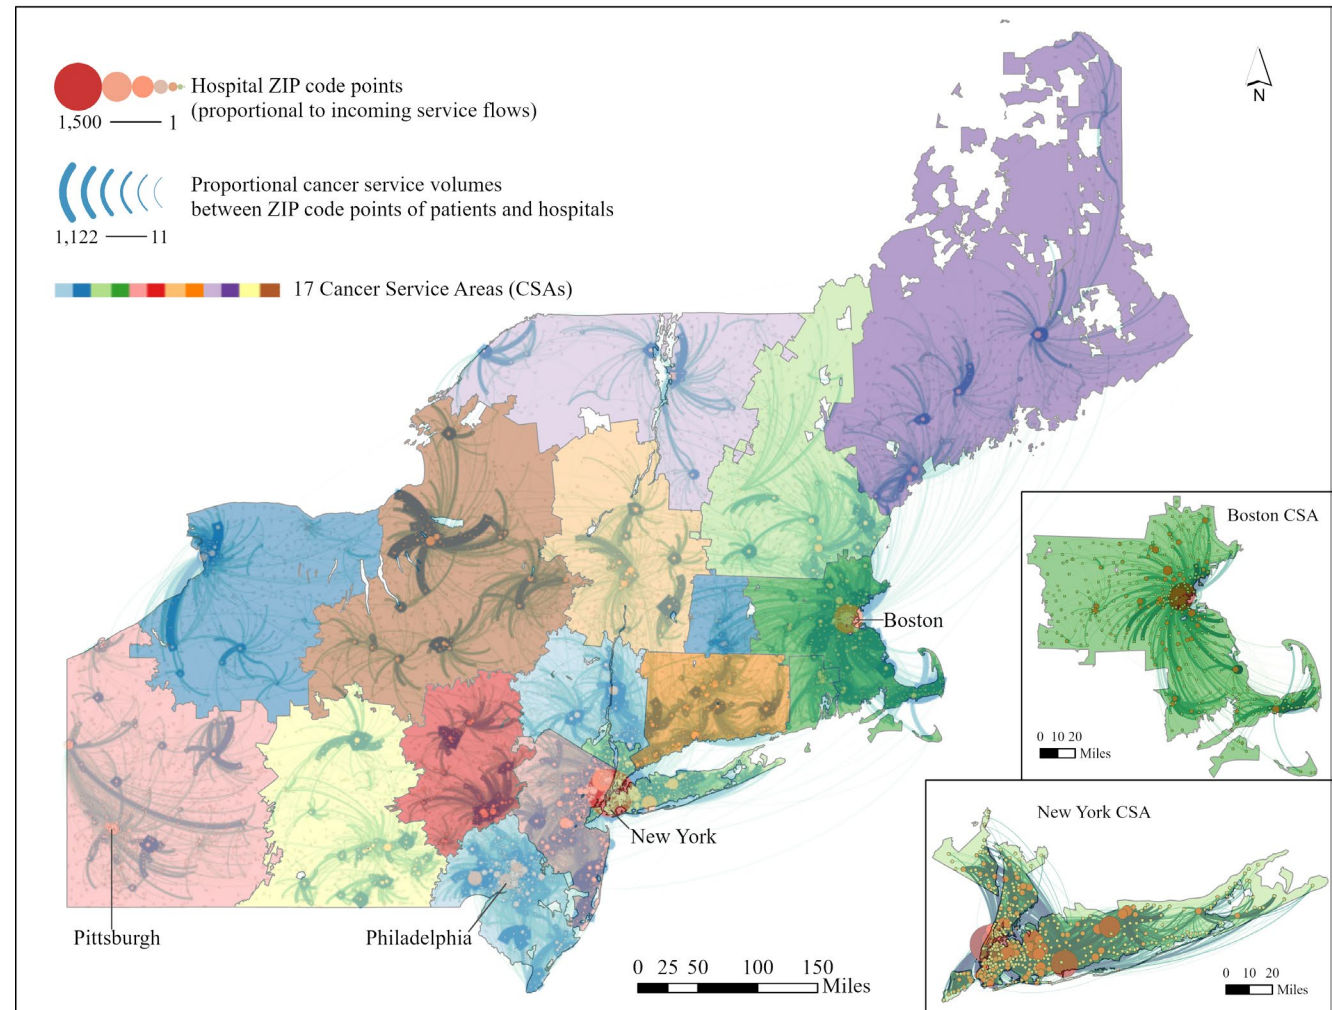 Hospital ZIP code points
(proportional to incoming service flows)
1,500 1
Proportional cancer service volumes
between ZIP code points of patients and hospitals
1,122 11
17 Cancer Service Areas (CSAs)
N
Boston
New York
Pittsburgh
Philadelphia
0 25 50 100 150
Miles
Boston CSA
0 10 20
Miles
New York CSA
0 10 20
Miles